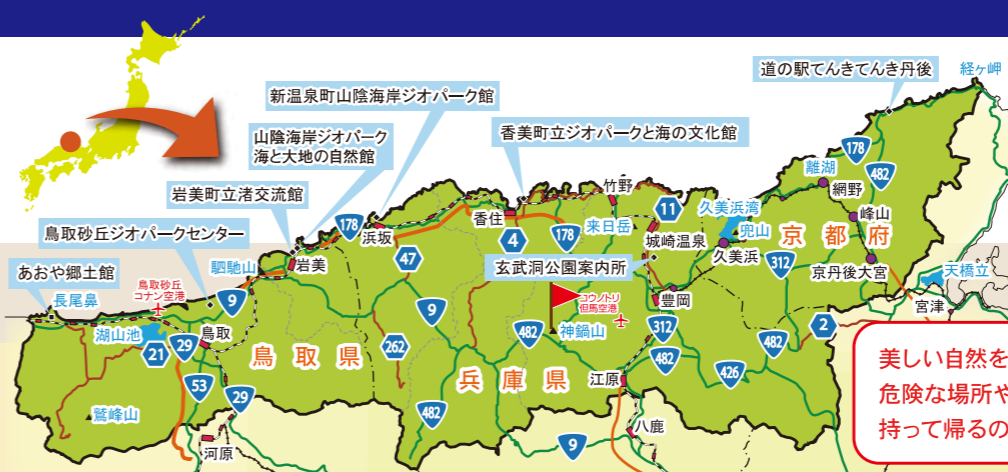 道の駅てんきてんき丹後
経ヶ岬
新温泉町山陰海岸ジオパーク館
山陰海岸ジオパーク
海と大地の自然館
香美町立ジオパークと海の文化館
岩美町立渚交流館
鳥取砂丘ジオパークセンター
あおや郷土館
玄武洞公園案内所
178
482
離湖
網野
峰山
竹野
11
久美浜湾
兜山
京都府
香住
178
来日岳
城崎温泉
久美浜
312
京丹後大宮
天橋立
宮津
178
浜坂
47
4
駟馳山
岩美
長尾鼻
鳥取砂丘
コナン空港
9
湖山池
鳥取
21
29
鳥取県
262
9
482
コウノトリ
但馬空港
神鍋山
豊岡
312
2
482
482
426
兵庫県
江原
53
29
鷲峰山
482
八鹿
9
河原
美しい自然を
危険な場所や
持って帰るの